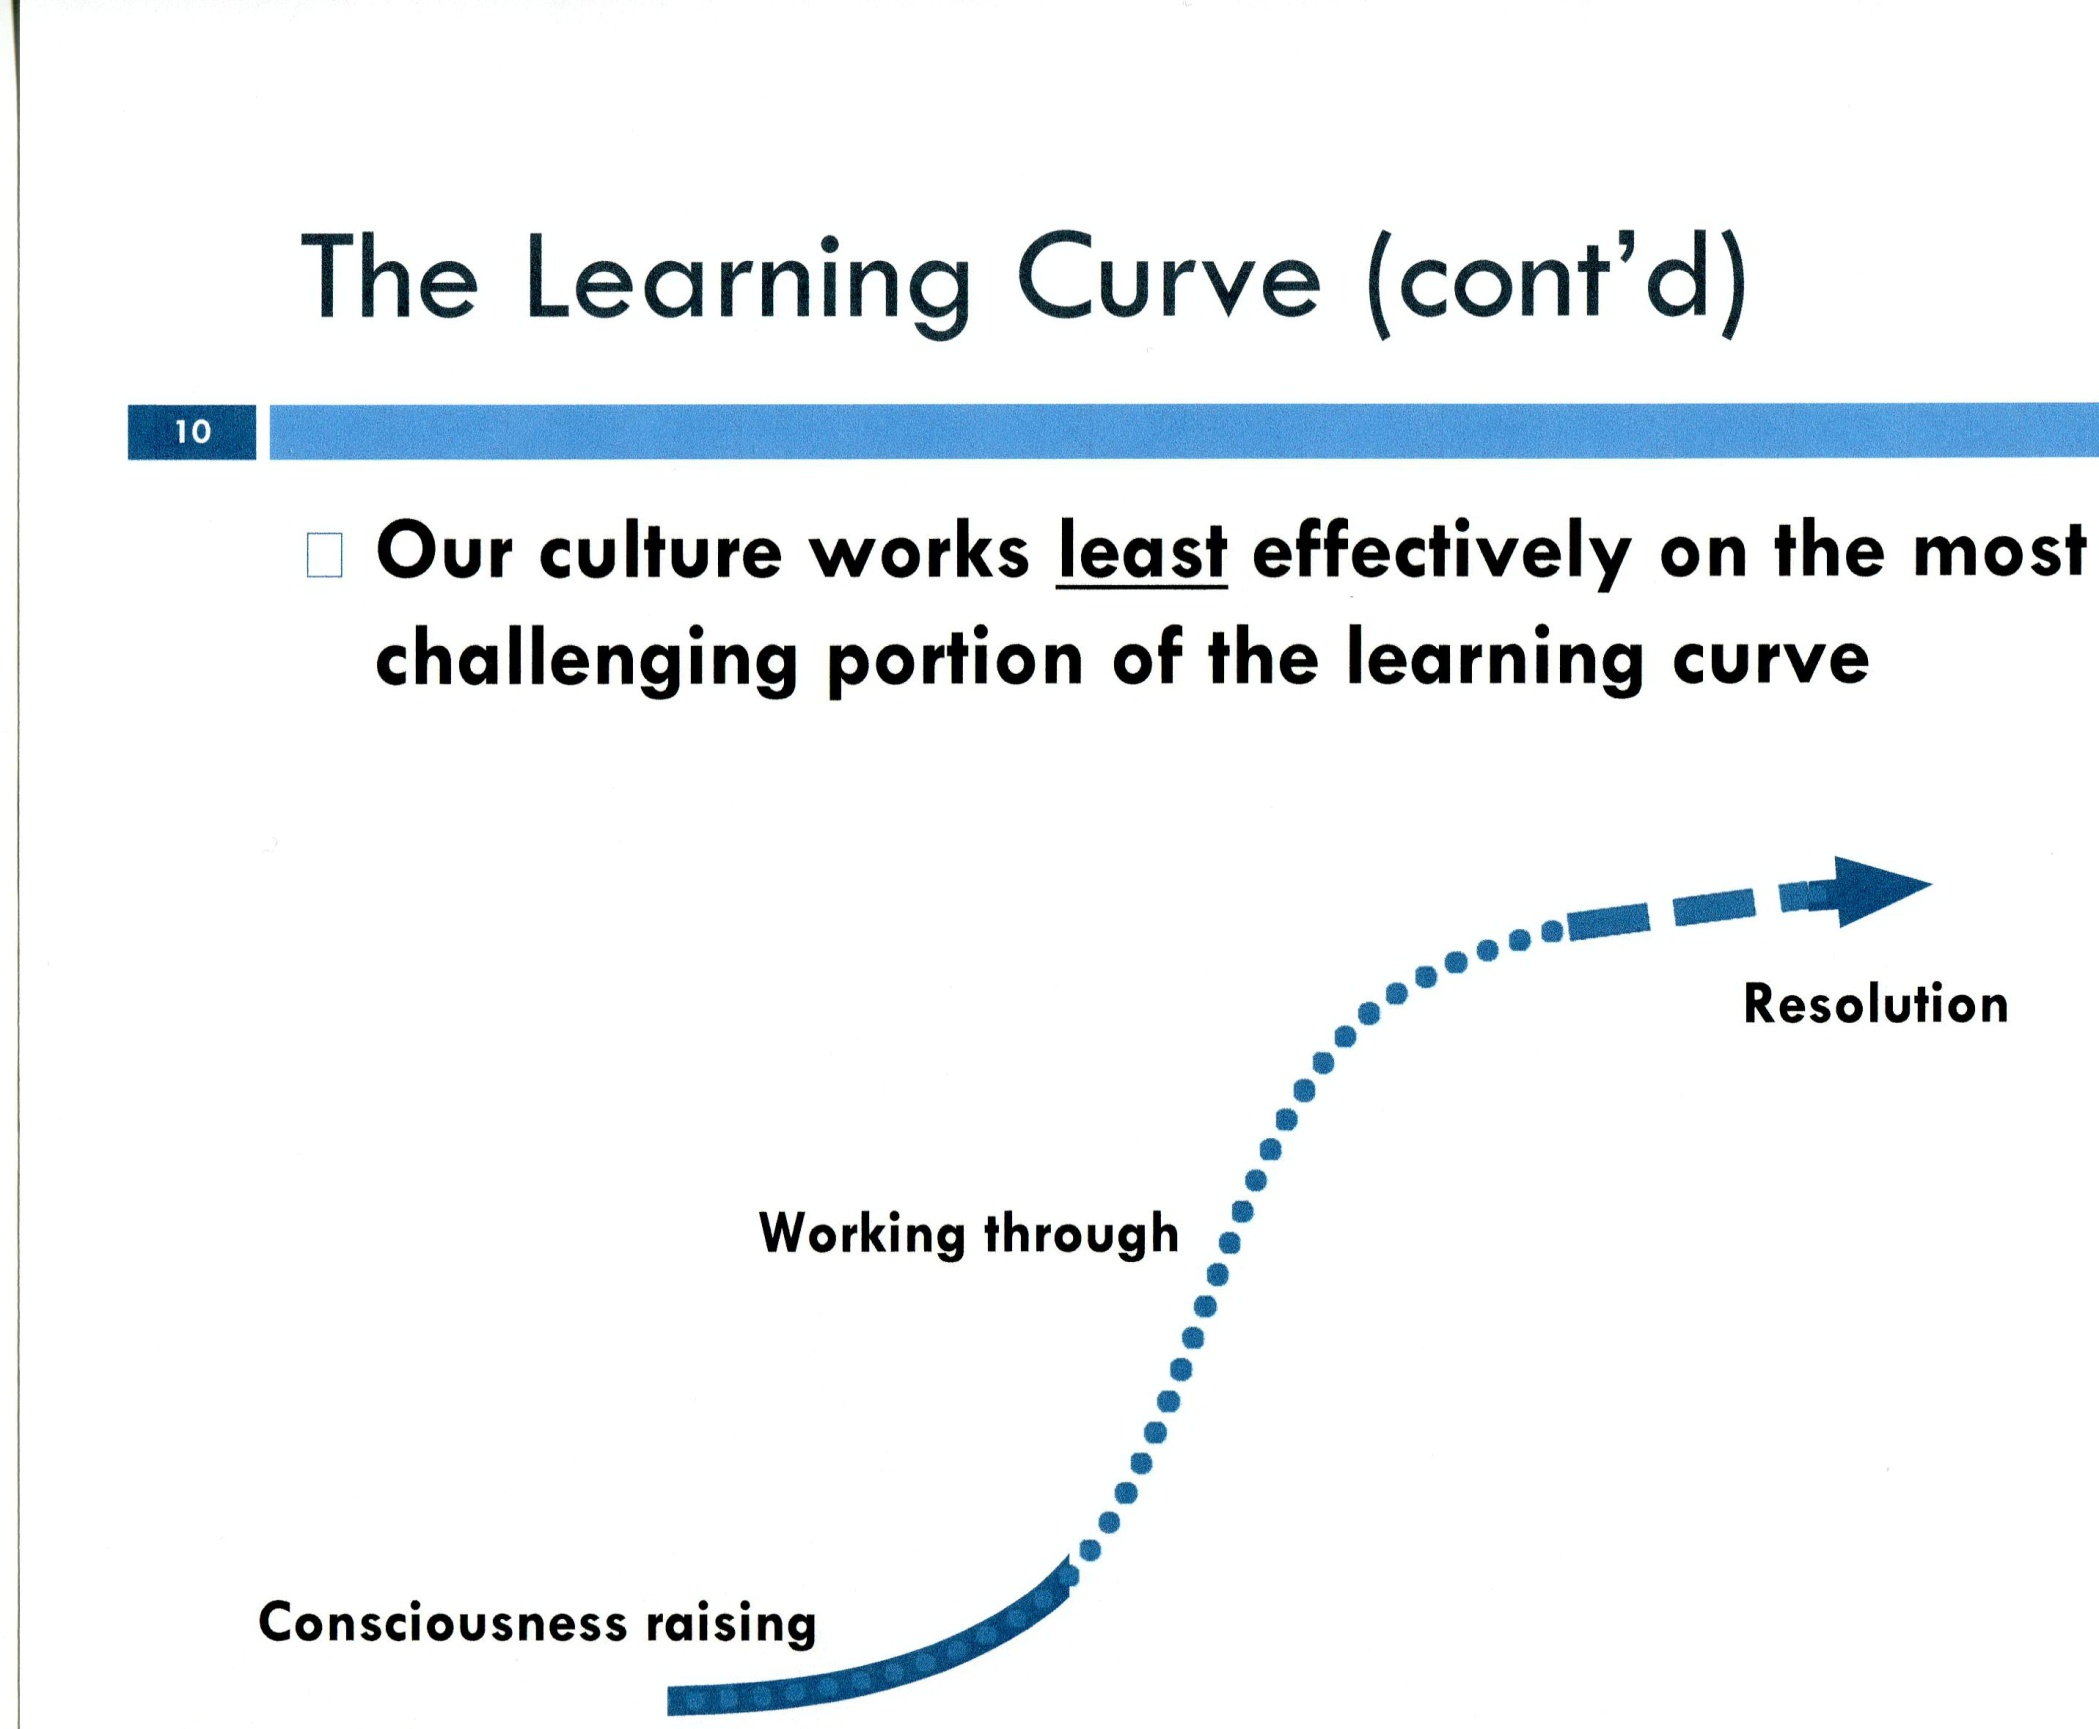 The Learning Curve (cont'd)
10
Our culture works least effectively on the most
challenging portion of the learning curve
Resolution
Working through
Consciousness raising